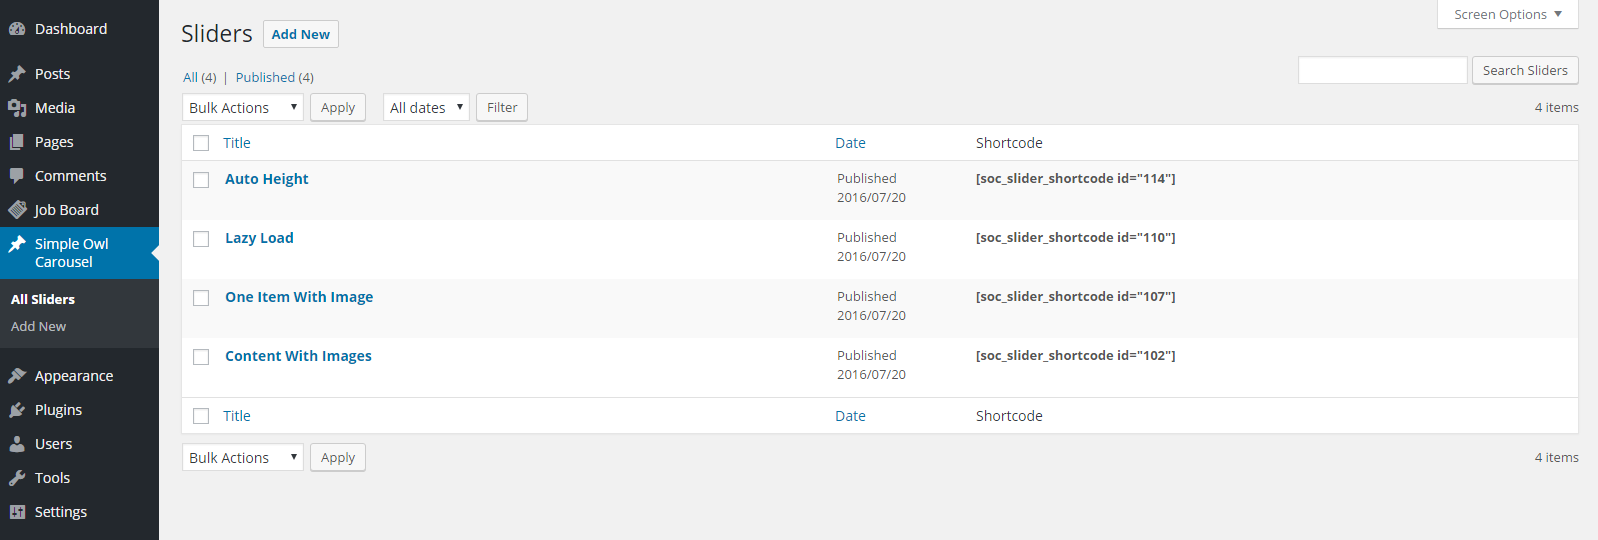 Dashboard
Posts
Media
Pages
Comments
Job Board
Simple Owl
Carousel
All Sliders
Add New
Appearance
Plugins
Users
Tools
Settings
Screen Options
Sliders Add New
All (4) | Published (4)
Search Sliders
Bulk Actions Apply All dates Filter 4 items
Title Date Shortcode
Auto Height Published [soc_slider_shortcode id="114"]
2016/07/20
Lazy Load Published [soc_slider_shortcode id="110"]
2016/07/20
One Item With Image Published [soc_slider_shortcode id="107"]
2016/07/20
Content With Images Published [soc_slider_shortcode id="102"]
2016/07/20
Title Date Shortcode
Bulk Actions Apply 4 items